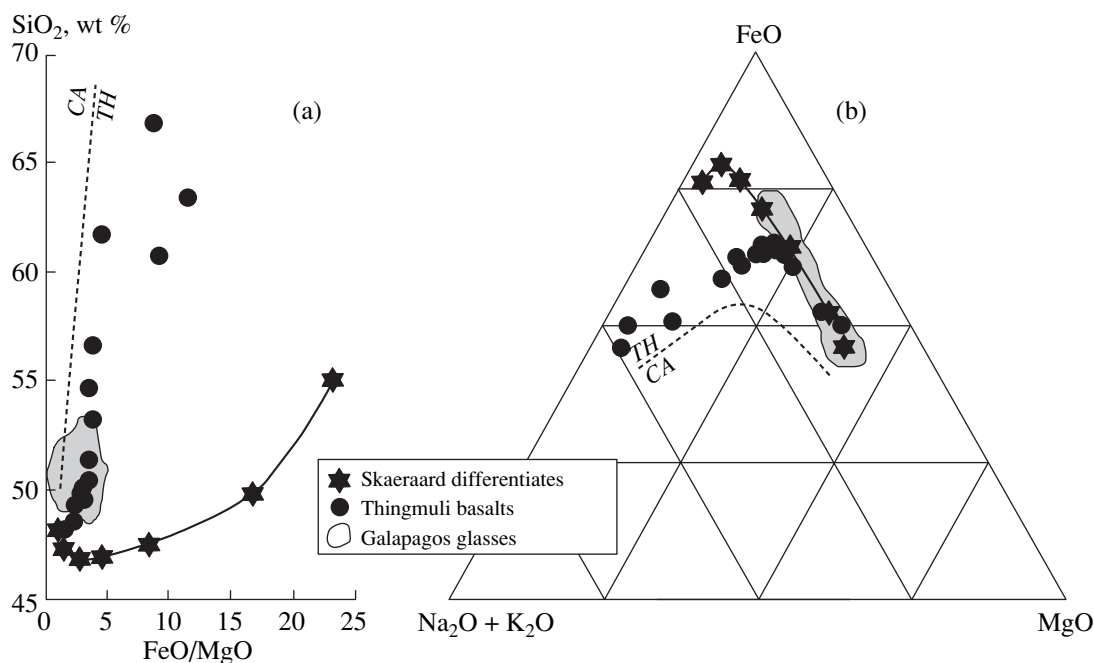 SiO2, wt %
70
65
60
55
50
45
0 5 10 15 20 25
FeO/MgO
CA
TH
(a)
Skaeraard differentiates
Thingmuli basalts
Galapagos glasses
FeO
(b)
TH
CA
Na2O + K2O
MgO